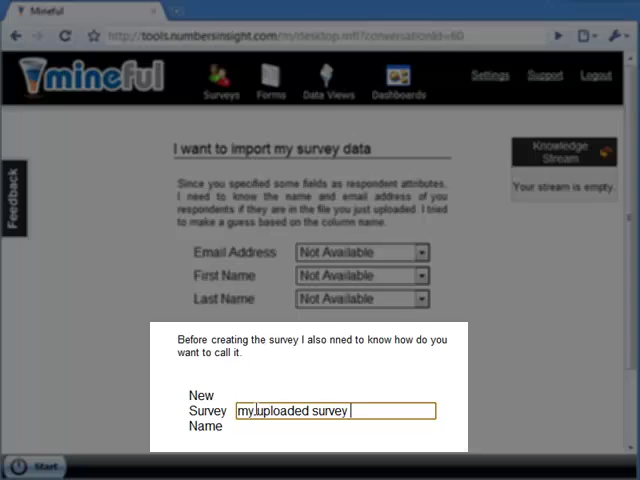 Mineful
http://tools.numbersinsight.com/m/desktop.mfl?conversationId=60
mineful
Surveys Forms Data Views Dashboards
Settings Support Logout
Feedback
I want to import my survey data
Knowledge
Stream
Your stream is empty.
Since you specified some fields as respondent attributes,
I need to know the name and email address of you
respondents if they are in the file you just uploaded. I tried
to make a guess based on the column name.
Email Address Not Available
First Name Not Available
Last Name Not Available
Before creating the survey I also nned to know how do you
want to call it.
New
Survey my uploaded survey
Name
Start